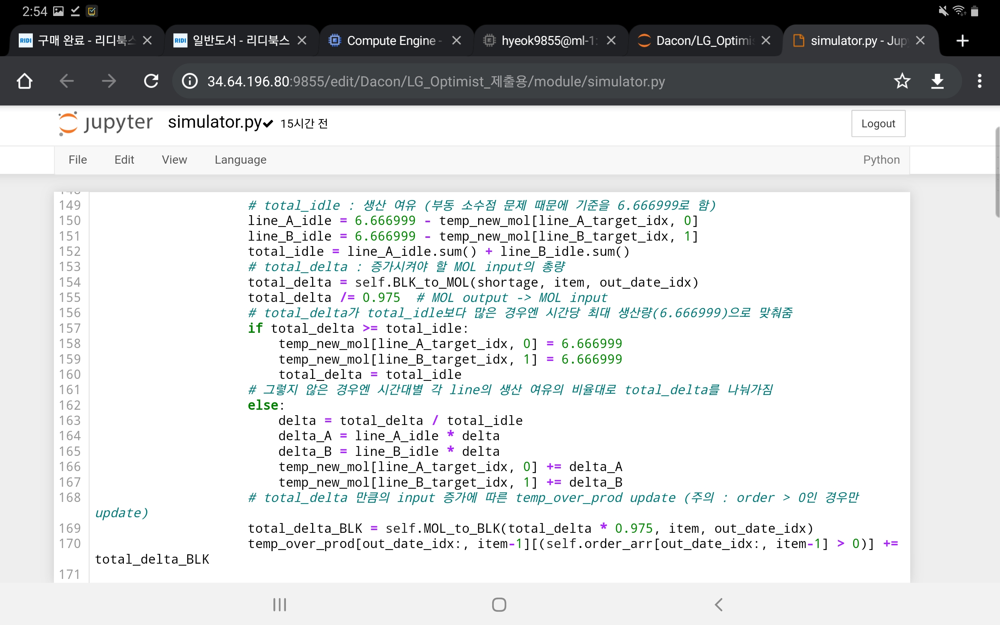 2:54
구매 완료 - 리디북스
일반도서 - 리디북스
Compute Engine -
hyeok9855@ml-1:
Dacon/LG_Optimi
simulator.py - Jup
34.64.196.80:9855/edit/Dacon/LG_Optimist_제출용/module/simulator.py
jupyter simulator.py 15시간 전
Logout
File Edit View Language Python
149 # total_idle : 생산 여유 (부동 소수점 문제 때문에 기준을 6.666999로 함)
150 line_A_idle = 6.666999 - temp_new_mol[line_A_target_idx, 0]
151 line_B_idle = 6.666999 - temp_new_mol[line_B_target_idx, 1]
152 total_idle = line_A_idle.sum() + line_B_idle.sum()
153 # total_delta : 증가시켜야 할 MOL input의 총량
154 total_delta = self.BLK_to_MOL(shortage, item, out_date_idx)
155 total_delta /= 0.975  # MOL output -> MOL input
156 # total_delta가 total_idle보다 많은 경우엔 시간당 최대 생산량(6.666999)으로 맞춰줌
157 if total_delta >= total_idle:
158 temp_new_mol[line_A_target_idx, 0] = 6.666999
159 temp_new_mol[line_B_target_idx, 1] = 6.666999
160 total_delta = total_idle
161 # 그렇지 않은 경우엔 시간대별 각 line의 생산 여유의 비율대로 total_delta를 나눠가짐
162 else:
163 delta = total_delta / total_idle
164 delta_A = line_A_idle * delta
165 delta_B = line_B_idle * delta
166 temp_new_mol[line_A_target_idx, 0] += delta_A
167 temp_new_mol[line_B_target_idx, 1] += delta_B
168 # total_delta 만큼의 input 증가에 따른 temp_over_prod update (주의 : order > 0인 경우만
update)
169 total_delta_BLK = self.MOL_to_BLK(total_delta * 0.975, item, out_date_idx)
170 temp_over_prod[out_date_idx:, item-1][(self.order_arr[out_date_idx:, item-1] > 0)] +=
total_delta_BLK
171